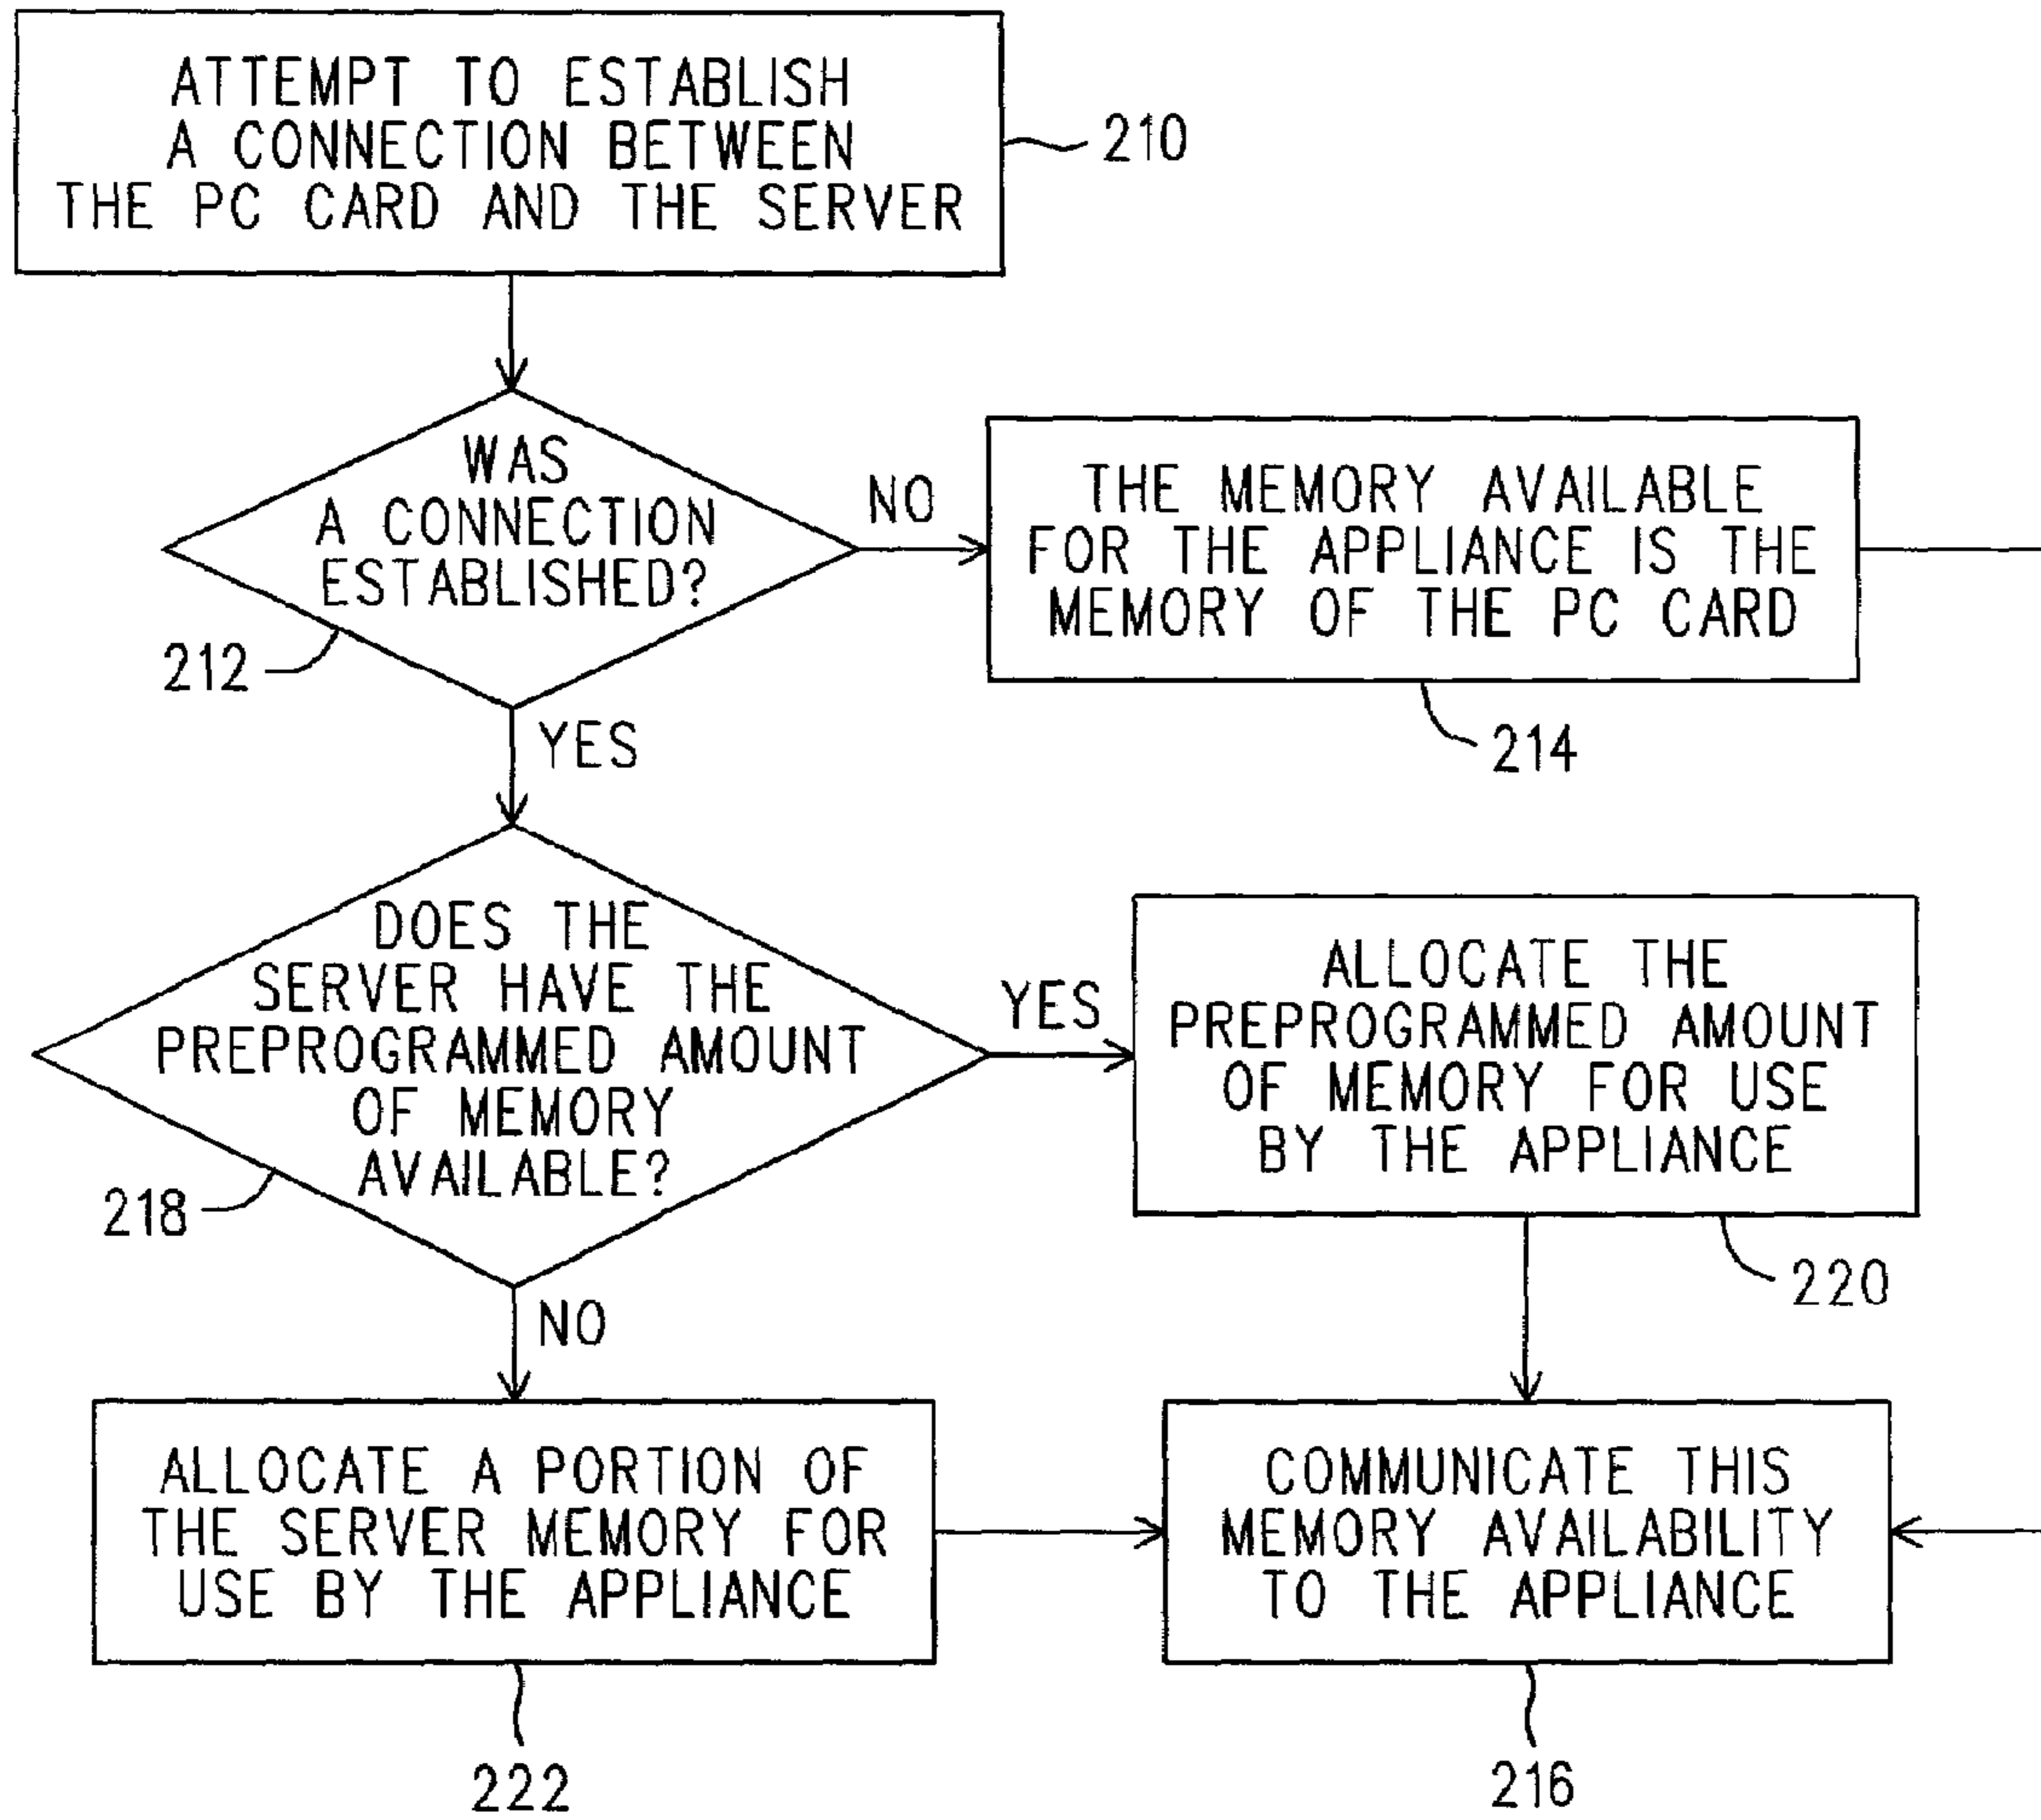 ATTEMPT TO ESTABLISH
A CONNECTION BETWEEN
THE PC CARD AND THE SERVER
210
WAS
A CONNECTION
ESTABLISHED?
212
NO
THE MEMORY AVAILABLE
FOR THE APPLIANCE IS THE
MEMORY OF THE PC CARD
214
YES
DOES THE
SERVER HAVE THE
PREPROGRAMMED AMOUNT
OF MEMORY
AVAILABLE?
218
YES
ALLOCATE THE
PREPROGRAMMED AMOUNT
OF MEMORY FOR USE
BY THE APPLIANCE
220
NO
ALLOCATE A PORTION OF
THE SERVER MEMORY FOR
USE BY THE APPLIANCE
222
COMMUNICATE THIS
MEMORY AVAILABILITY
TO THE APPLIANCE
216